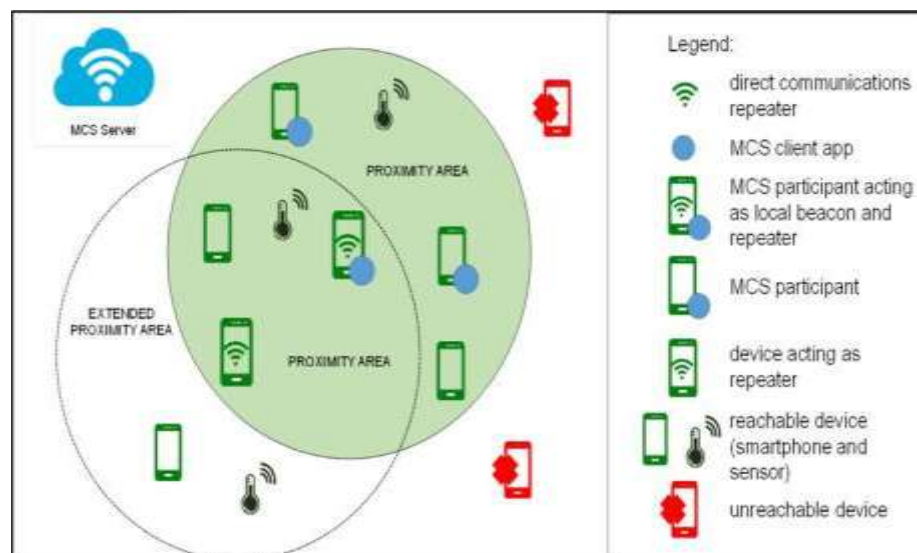 MCS Server
PROXIMITY AREA
EXTENDED
PROXIMITY AREA
PROXIMITY AREA
Legend:
direct communications
repeater
MCS client app
MCS participant acting
as local beacon and
repeater
MCS participant
device acting as
repeater
reachable device
(smartphone and
sensor)
unreachable device